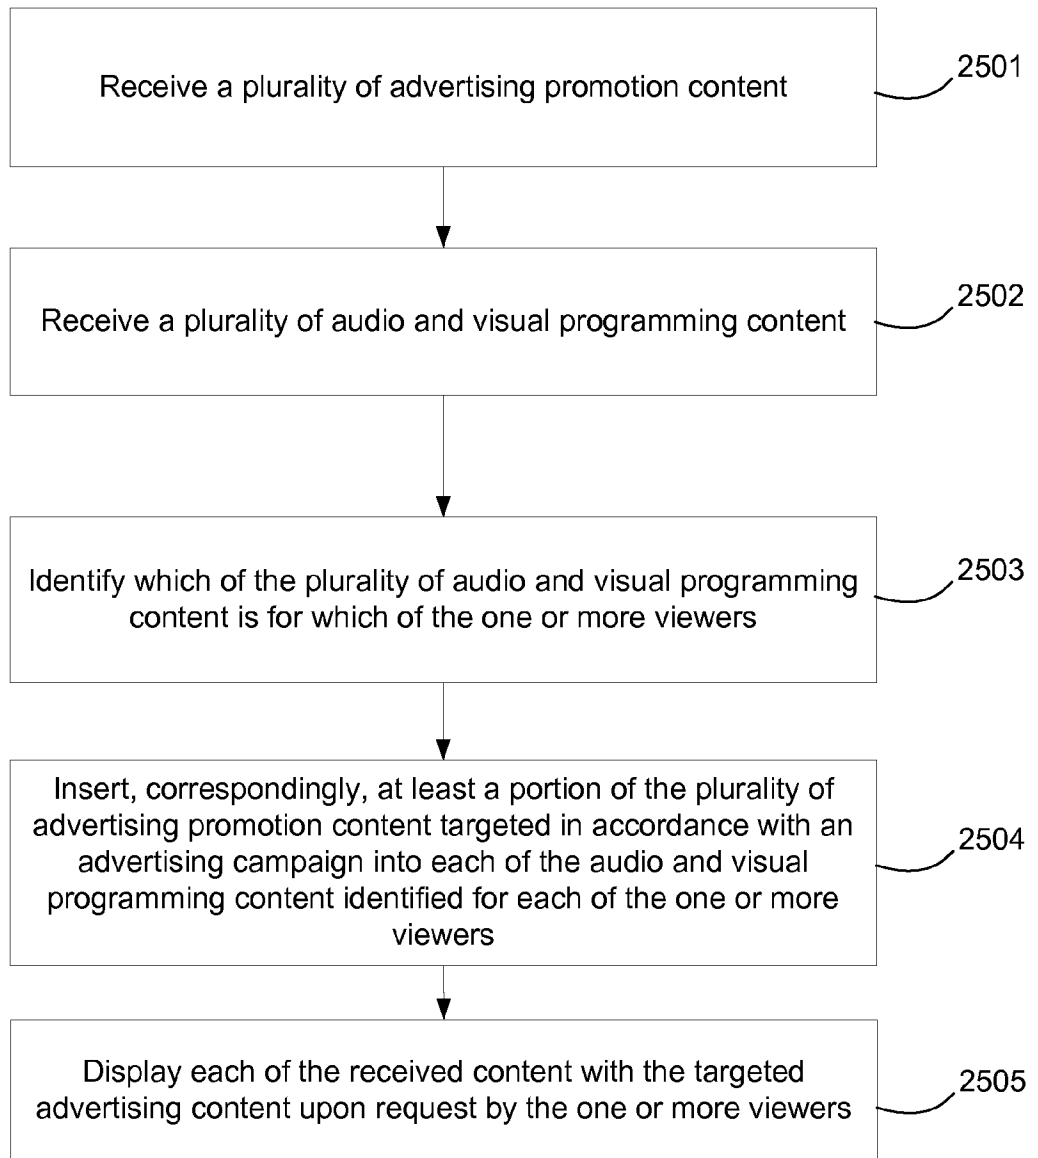 Receive a plurality of advertising promotion content
2501
Receive a plurality of audio and visual programming content
2502
Identify which of the plurality of audio and visual programming
content is for which of the one or more viewers
2503
Insert, correspondingly, at least a portion of the plurality of
advertising promotion content targeted in accordance with an
advertising campaign into each of the audio and visual
programming content identified for each of the one or more
viewers
2504
Display each of the received content with the targeted
advertising content upon request by the one or more viewers
2505